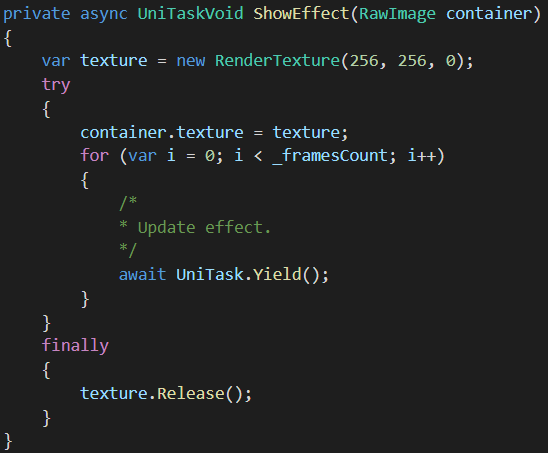 private async UniTaskVoid ShowEffect(RawImage container)
{
    var texture = new RenderTexture(256, 256, 0);
    try
    {
        container.texture = texture;
        for (var i = 0; i < _framesCount; i++)
        {
            /*
            * Update effect.
            */
            await UniTask.Yield();
        }
    }
    finally
    {
        texture.Release();
    }
}